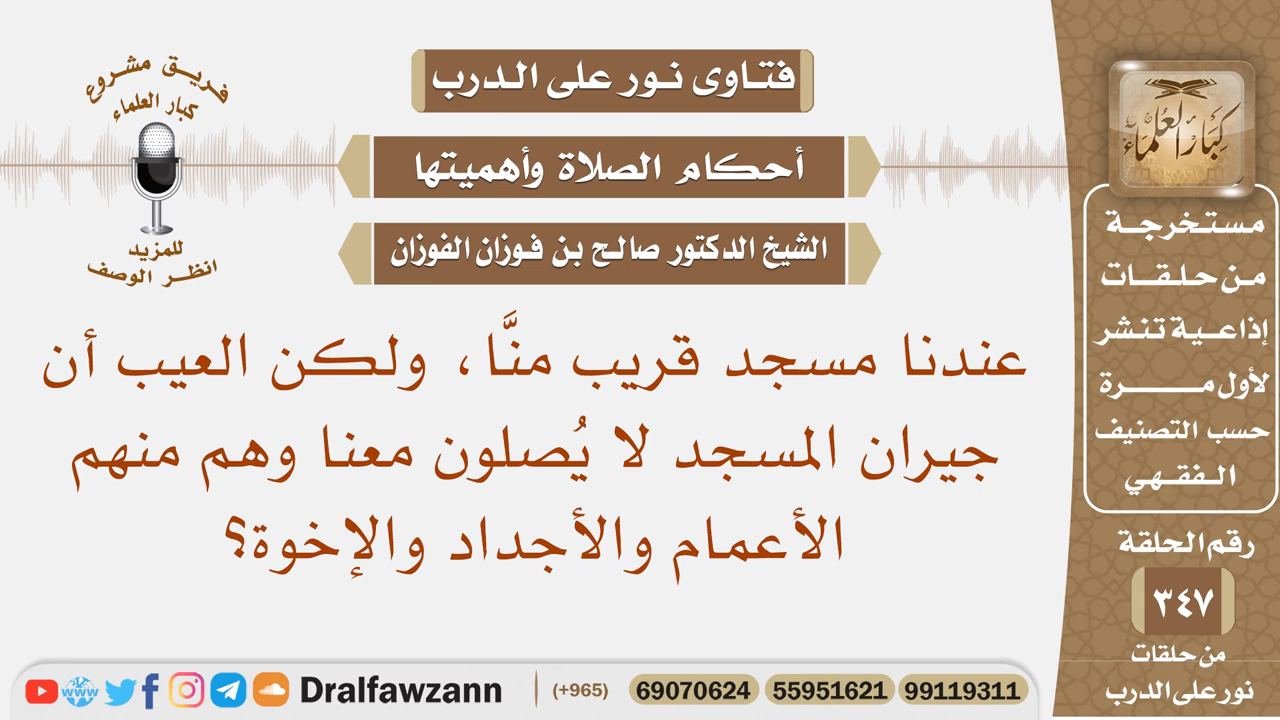 فتاوى نور على الدرب
أحكام الصلاة وأهميتها
الشيخ الدكتور صالح بن فوزان الفوزان
عندنا مسجد قريب منَّا، ولكن العيب أن
جيران المسجد لا يُصلون معنا وهم منهم
الأعمام والأجداد والإخوة؟
كبار العلماء
مستخرجة
من حلقات
إذاعية تنشر
لأول مرة
حسب التصنيف
الفقهي
رقم الحلقة
٣٤٧
من حلقات
نور على الدرب
فريق مشروع
كبار العلماء
للمزيد
انظر الوصف
www
Dralfawzann
(+965)
69070624
55951621
99119311